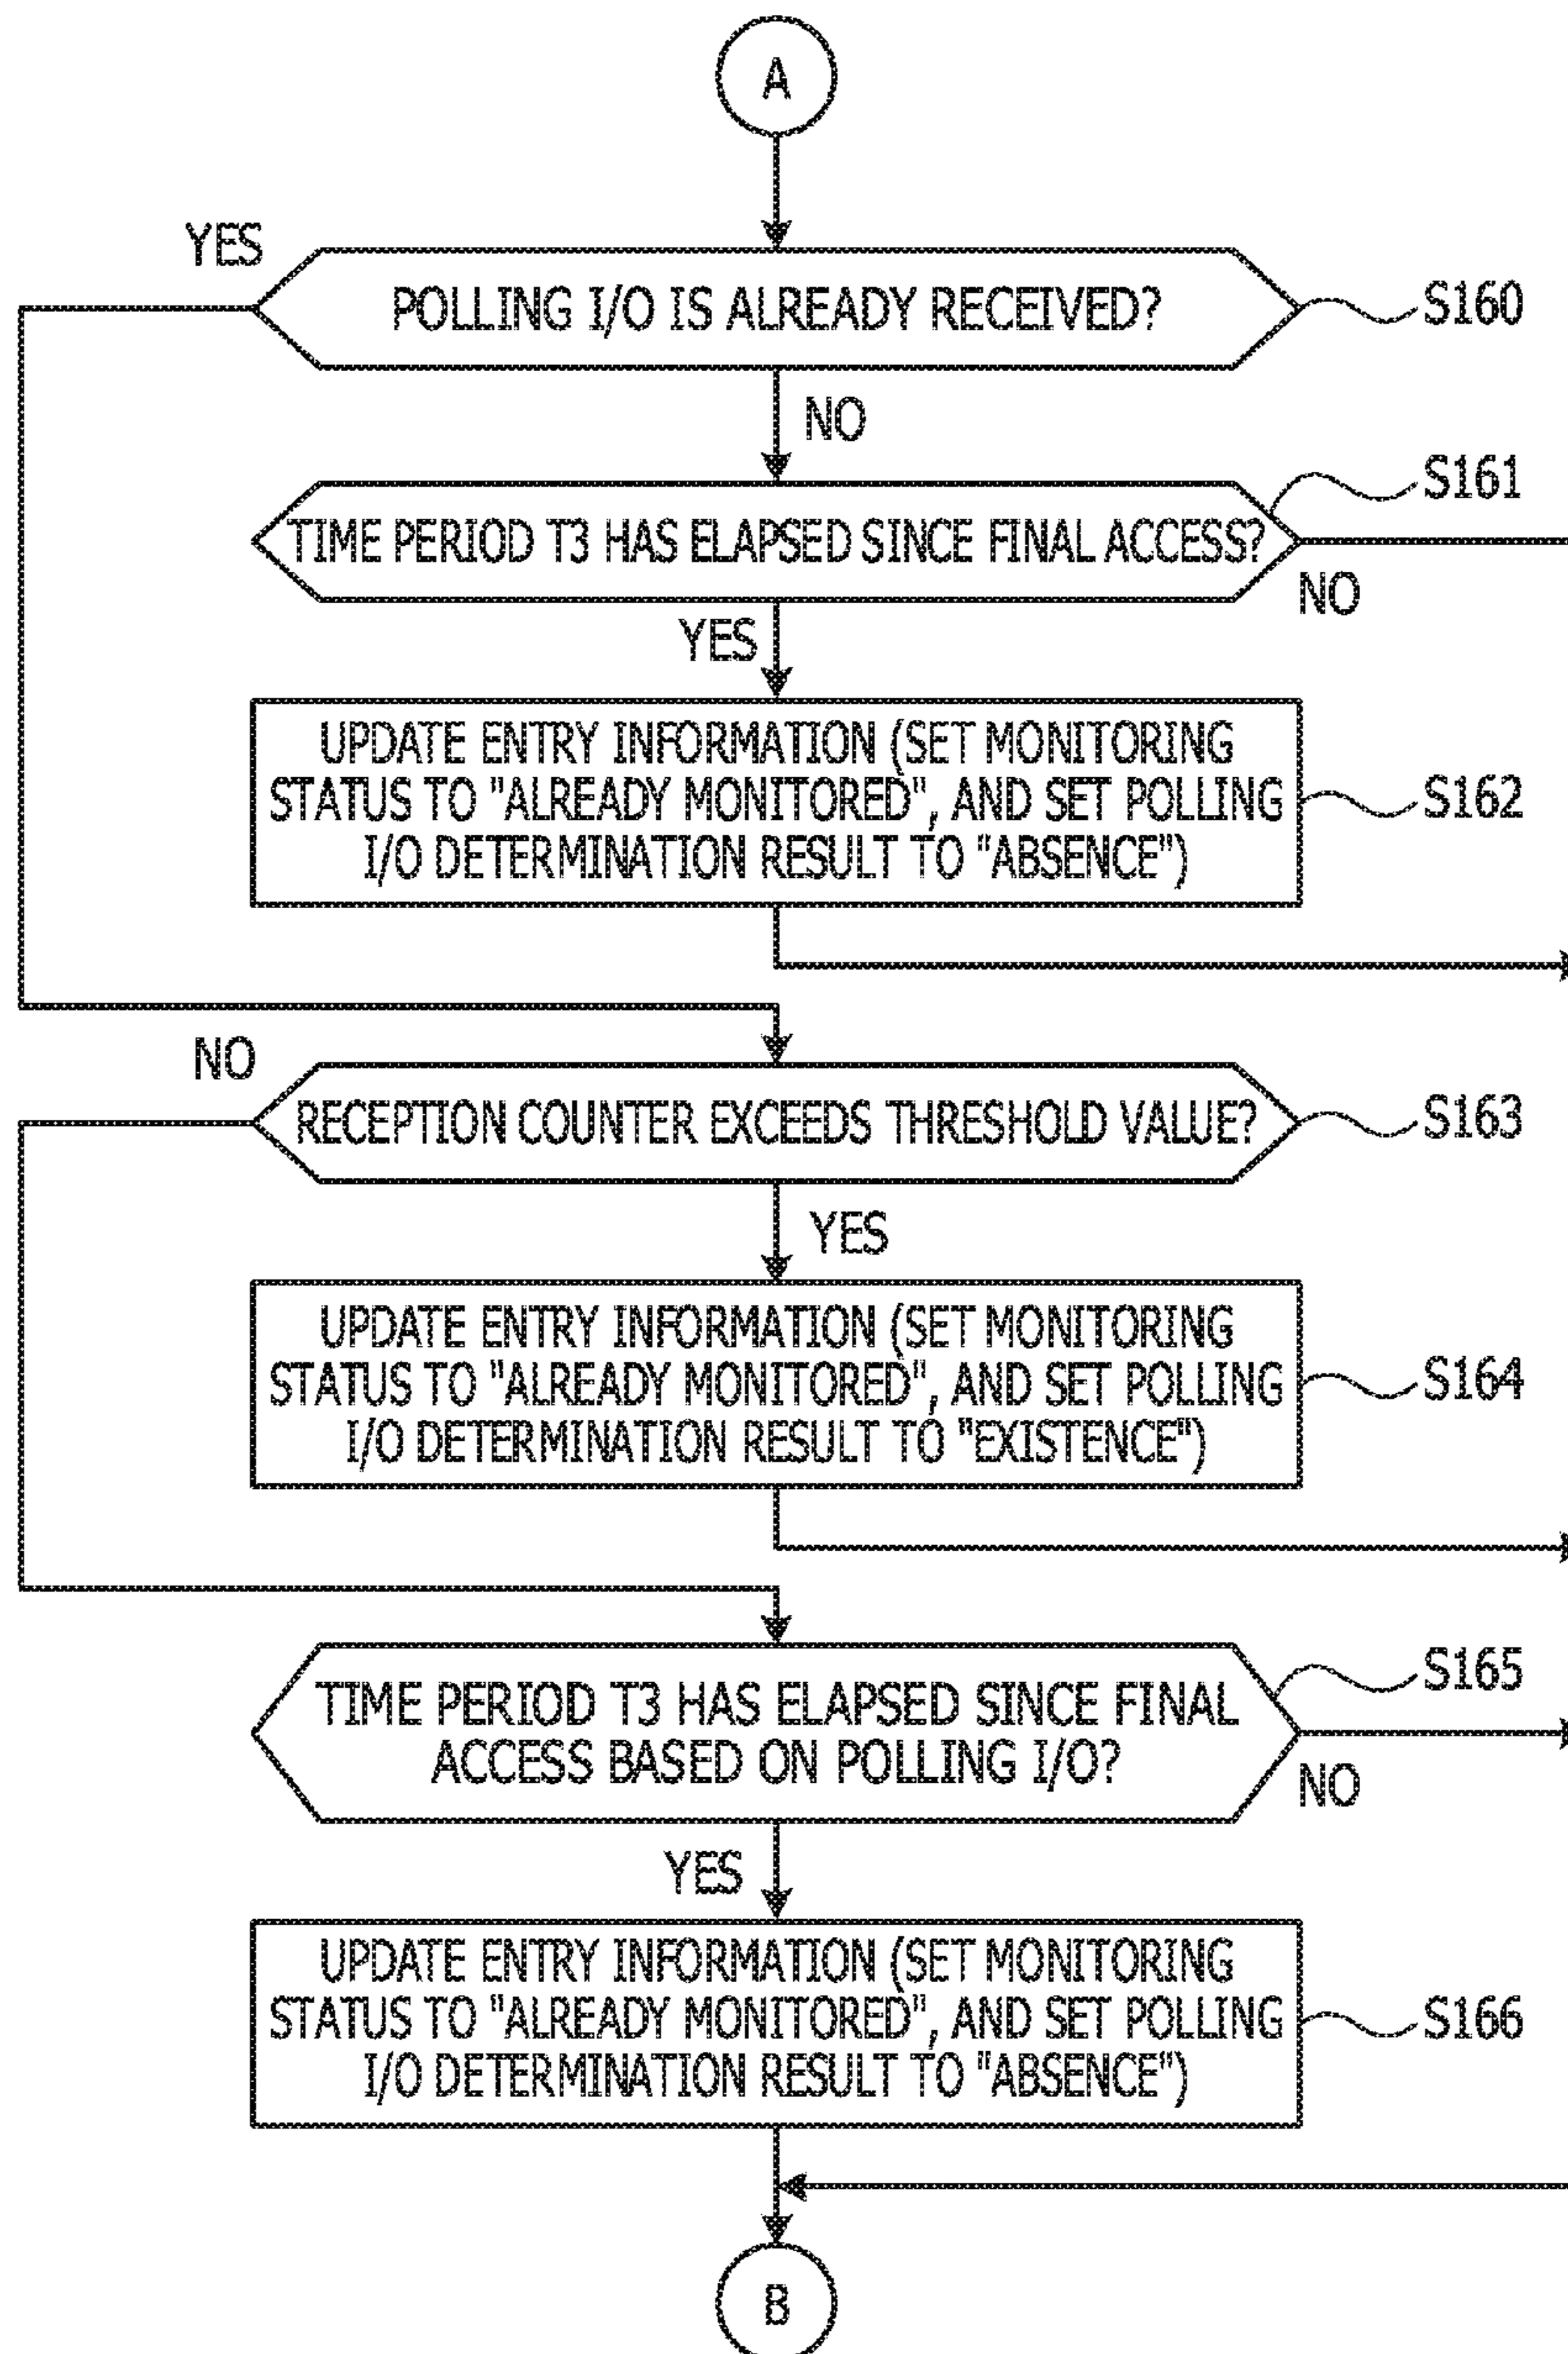 A
YES
POLLING I/O IS ALREADY RECEIVED?
S160
NO
S161
TIME PERIOD T3 HAS ELAPSED SINCE FINAL ACCESS?
NO
YES
UPDATE ENTRY INFORMATION (SET MONITORING
STATUS TO "ALREADY MONITORED", AND SET POLLING
I/O DETERMINATION RESULT TO "ABSENCE")
S162
NO
RECEPTION COUNTER EXCEEDS THRESHOLD VALUE?
S163
YES
UPDATE ENTRY INFORMATION (SET MONITORING
STATUS TO "ALREADY MONITORED", AND SET POLLING
I/O DETERMINATION RESULT TO "EXISTENCE")
S164
S165
TIME PERIOD T3 HAS ELAPSED SINCE FINAL
ACCESS BASED ON POLLING I/O?
NO
YES
UPDATE ENTRY INFORMATION (SET MONITORING
STATUS TO "ALREADY MONITORED", AND SET POLLING
I/O DETERMINATION RESULT TO "ABSENCE")
S166
B